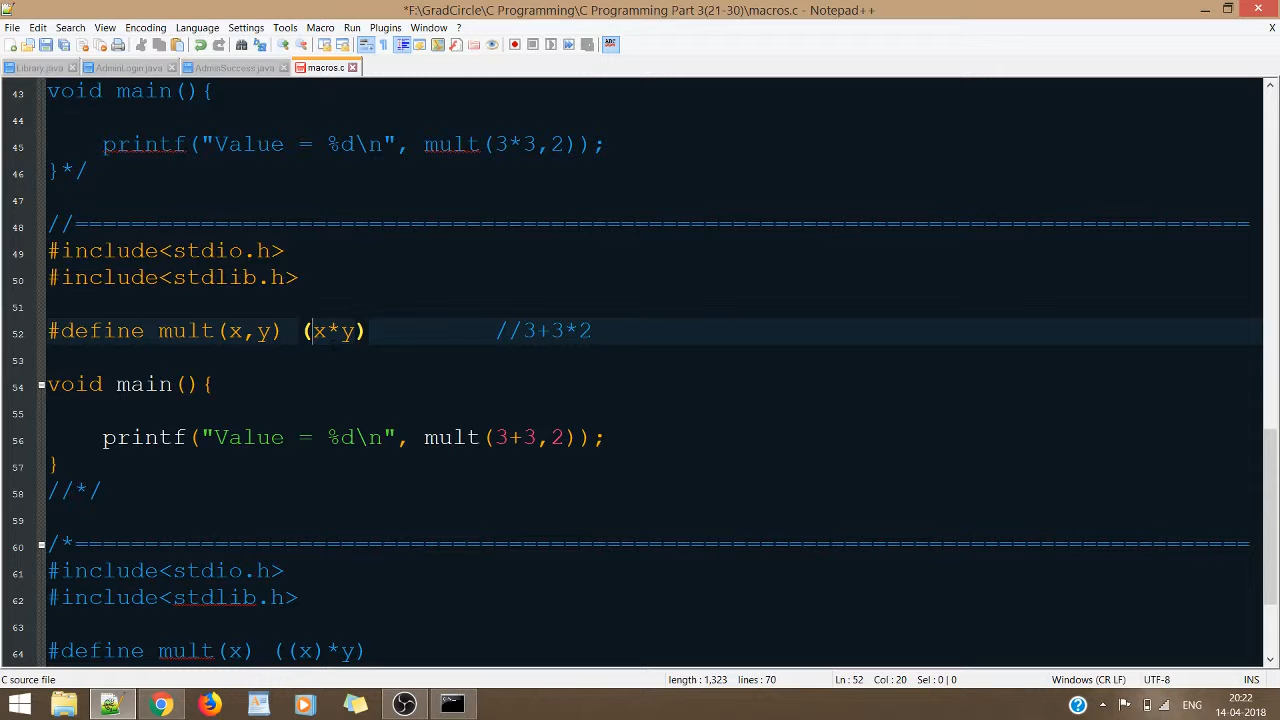 *F:\GradCircle\C Programming\C Programming Part 3(21-30)\macros.c - Notepad++
File Edit Search View Encoding Language Settings Tools Macro Run Plugins Window ? X
Library.java AdminLogin.java AdminSuccess.java macros.c
43 void main(){
44
45 printf("Value = %d\n", mult(3*3,2));
46 }*/
47
48 //=====================================================================================
49 #include<stdio.h>
50 #include<stdlib.h>
51
52 #define mult(x,y) (x*y) //3+3*2
53
54 void main(){
55
56 printf("Value = %d\n", mult(3+3,2));
57 }
58 //*/
59
60 /*=====================================================================================
61 #include<stdio.h>
62 #include<stdlib.h>
63
64 #define mult(x) ((x)*y)
C source file length : 1,323 lines : 70 Ln : 52 Col : 20 Sel : 0 | 0 Windows (CR LF) UTF-8 INS
ENG 20:22
14-04-2018